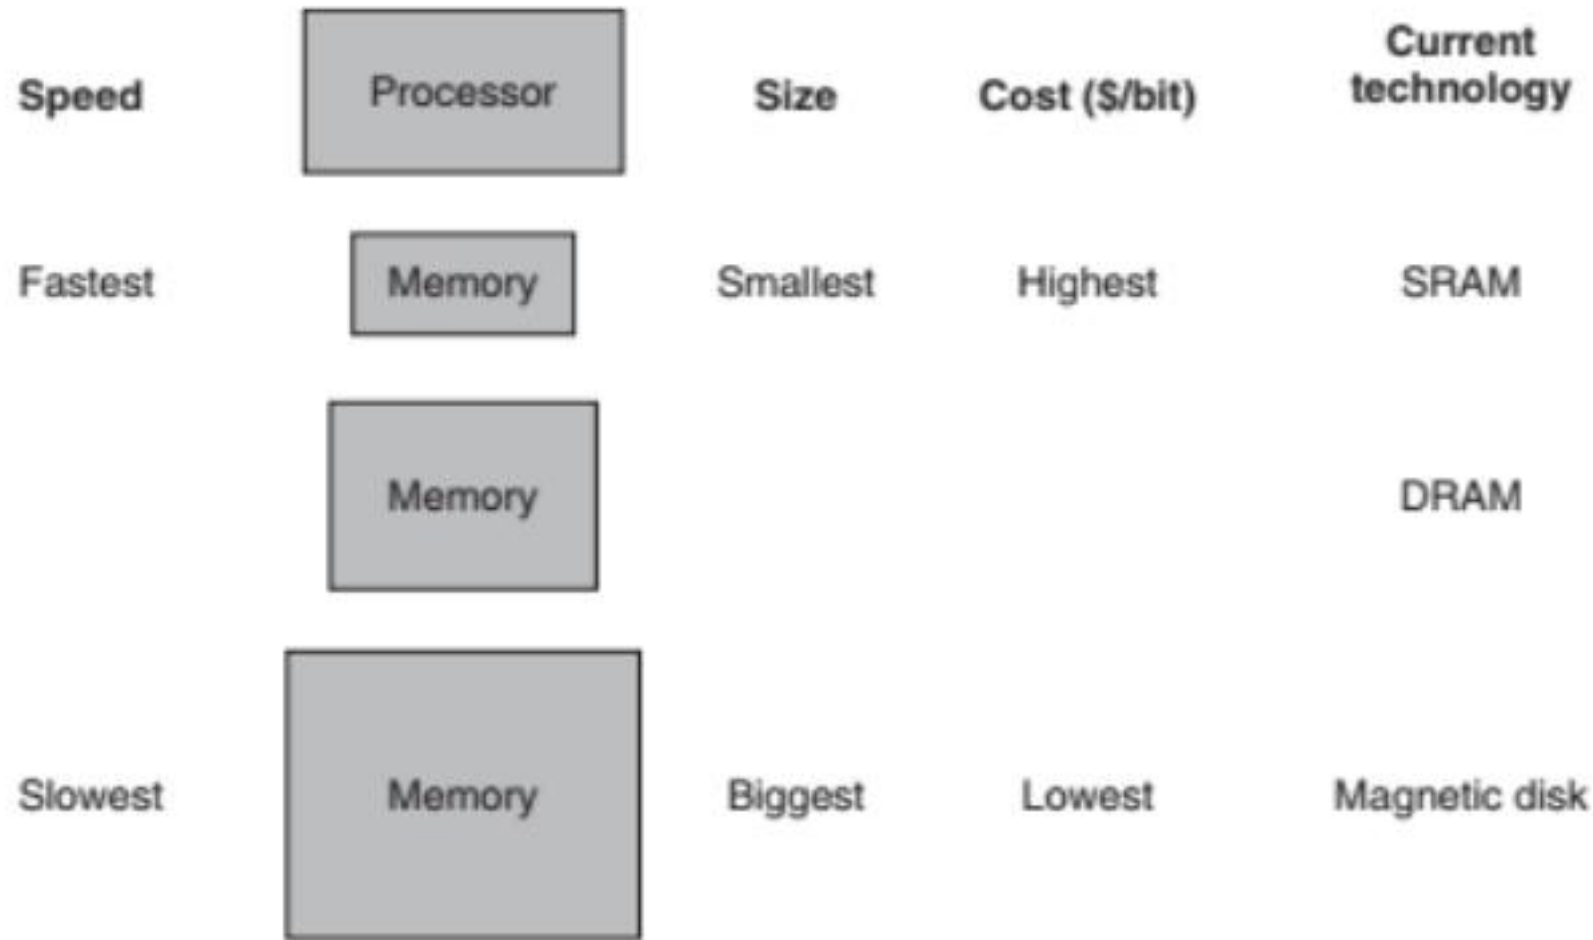 Speed Processor Size Cost ($/bit) Current
technology
Fastest Memory Smallest Highest SRAM
Memory DRAM
Slowest Memory Biggest Lowest Magnetic disk